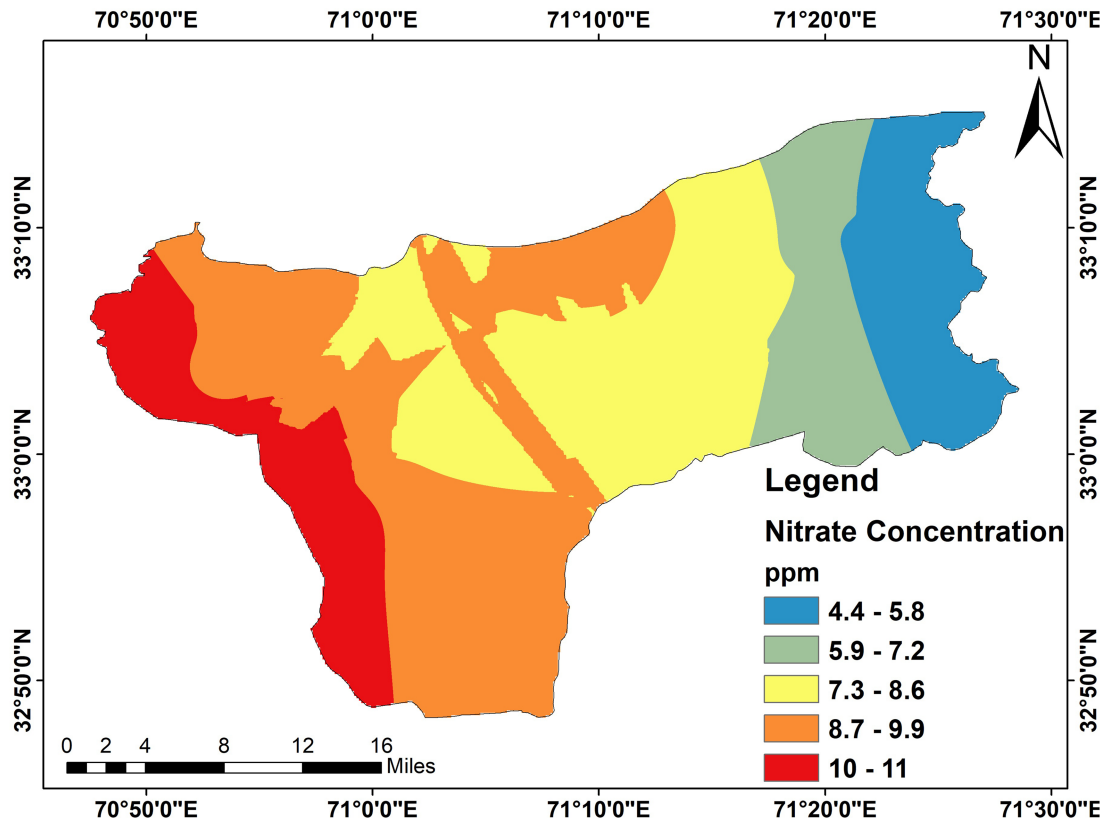 70°50'0"E 71°0'0"E 71°10'0"E 71°20'0"E 71°30'0"E
N
33°10'0"N 33°10'0"N
33°0'0"N 33°0'0"N
Legend
Nitrate Concentration
ppm
4.4 - 5.8
5.9 - 7.2
32°50'0"N 32°50'0"N
7.3 - 8.6
8.7 - 9.9
0 2 4 8 12 16
Miles
10 - 11
70°50'0"E 71°0'0"E 71°10'0"E 71°20'0"E 71°30'0"E